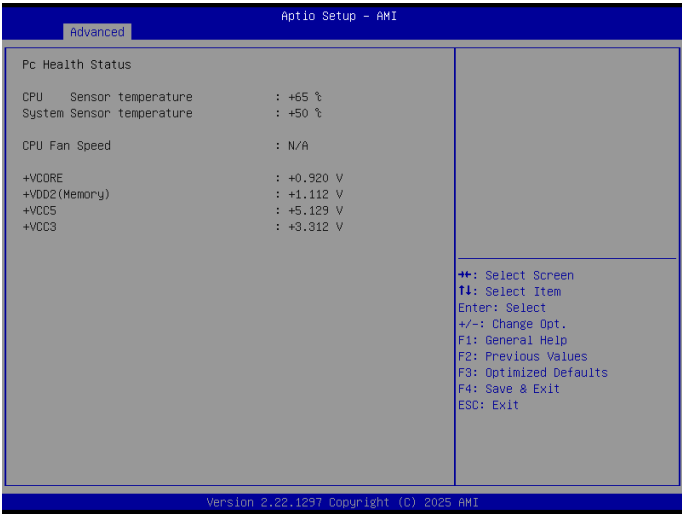 Aptio Setup - AMI
Advanced
Pc Health Status
CPU    Sensor temperature : +65 ℃
System Sensor temperature : +50 ℃
CPU Fan Speed : N/A
+VCORE : +0.920 V
+VDD2(Memory) : +1.112 V
+VCC5 : +5.129 V
+VCC3 : +3.312 V
→←: Select Screen
↑↓: Select Item
Enter: Select
+/-: Change Opt.
F1: General Help
F2: Previous Values
F3: Optimized Defaults
F4: Save & Exit
ESC: Exit
Version 2.22.1297 Copyright (C) 2025 AMI